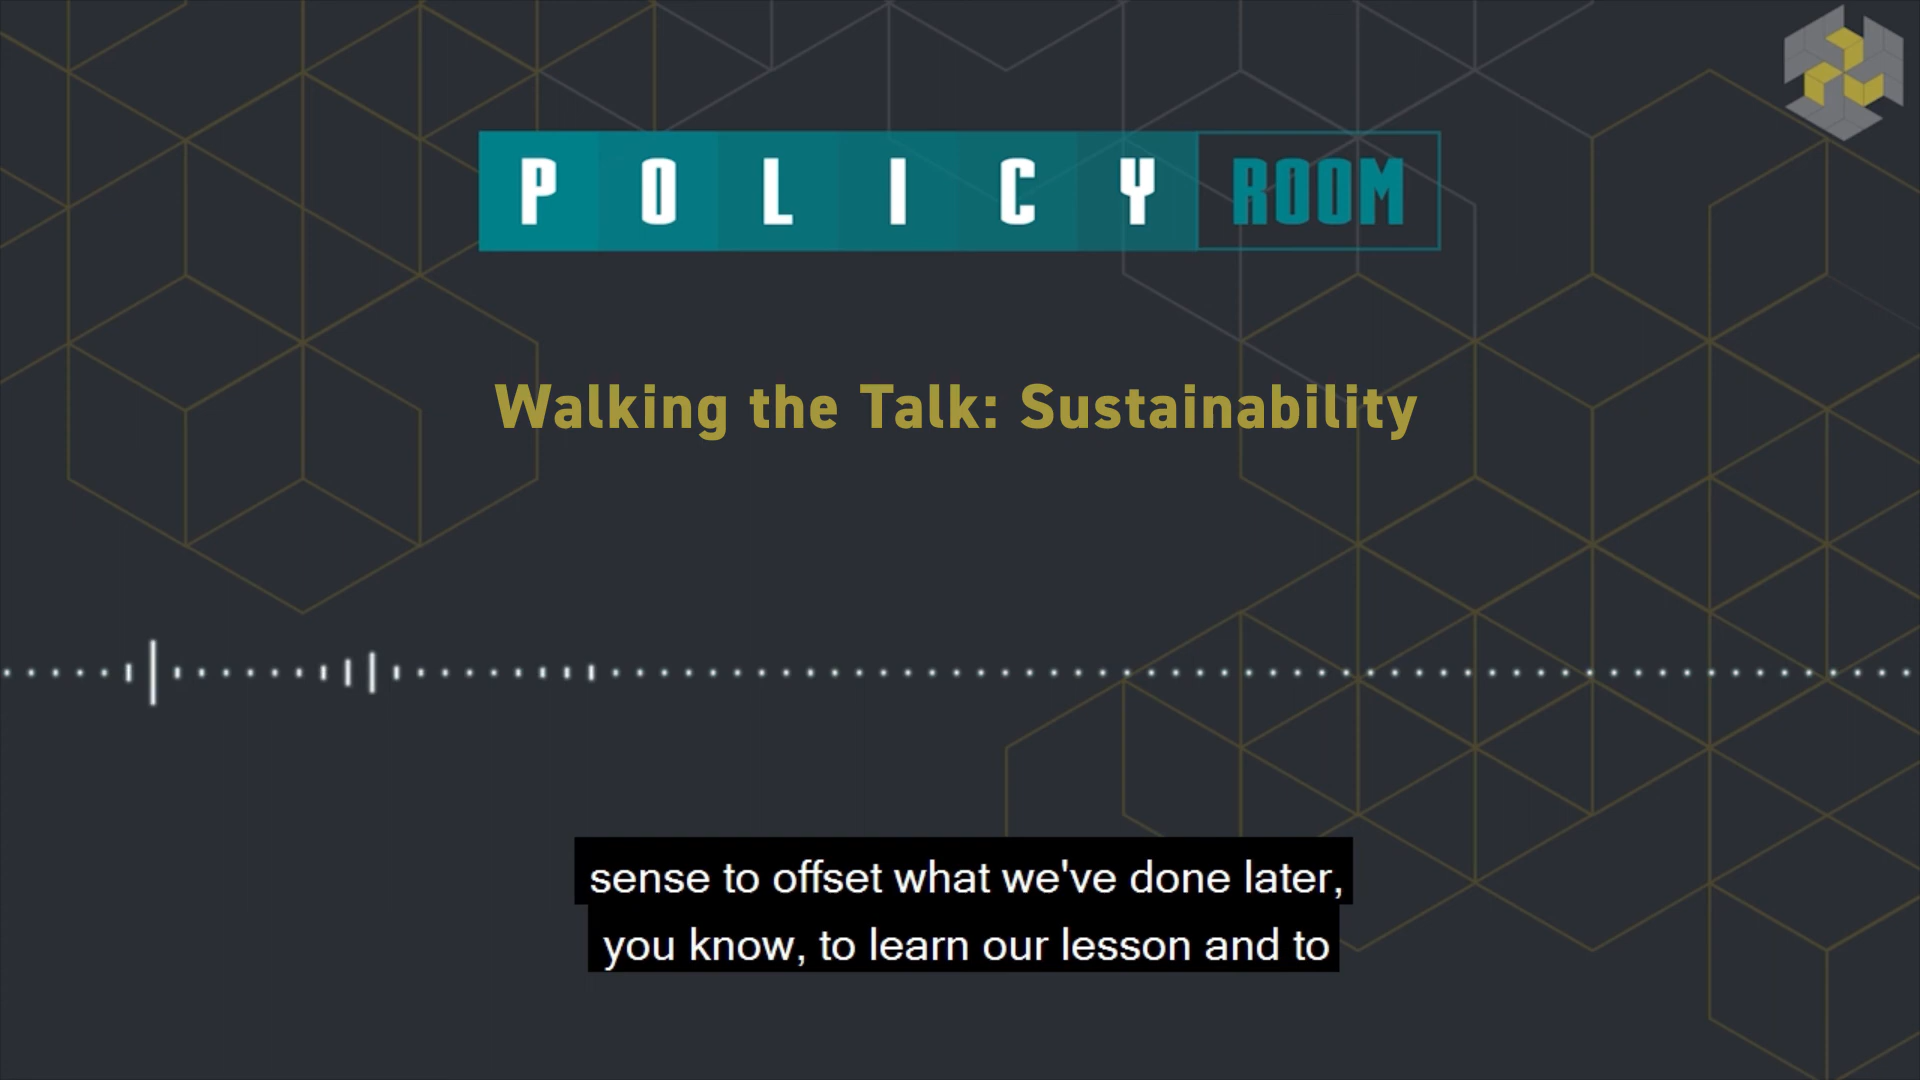 POLICY ROOM
Walking the Talk: Sustainability
sense to offset what we've done later,
you know, to learn our lesson and to